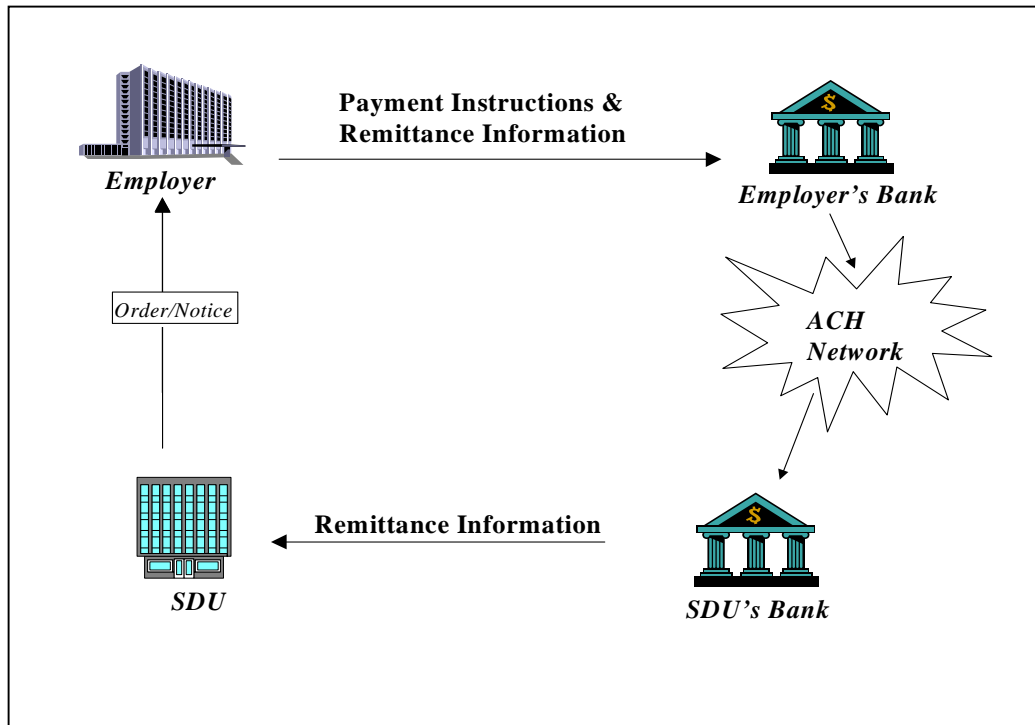 Payment Instructions &
Remittance Information
$
Employer
Employer's Bank
Order/Notice
ACH
Network
$
Remittance Information
SDU
SDU's Bank